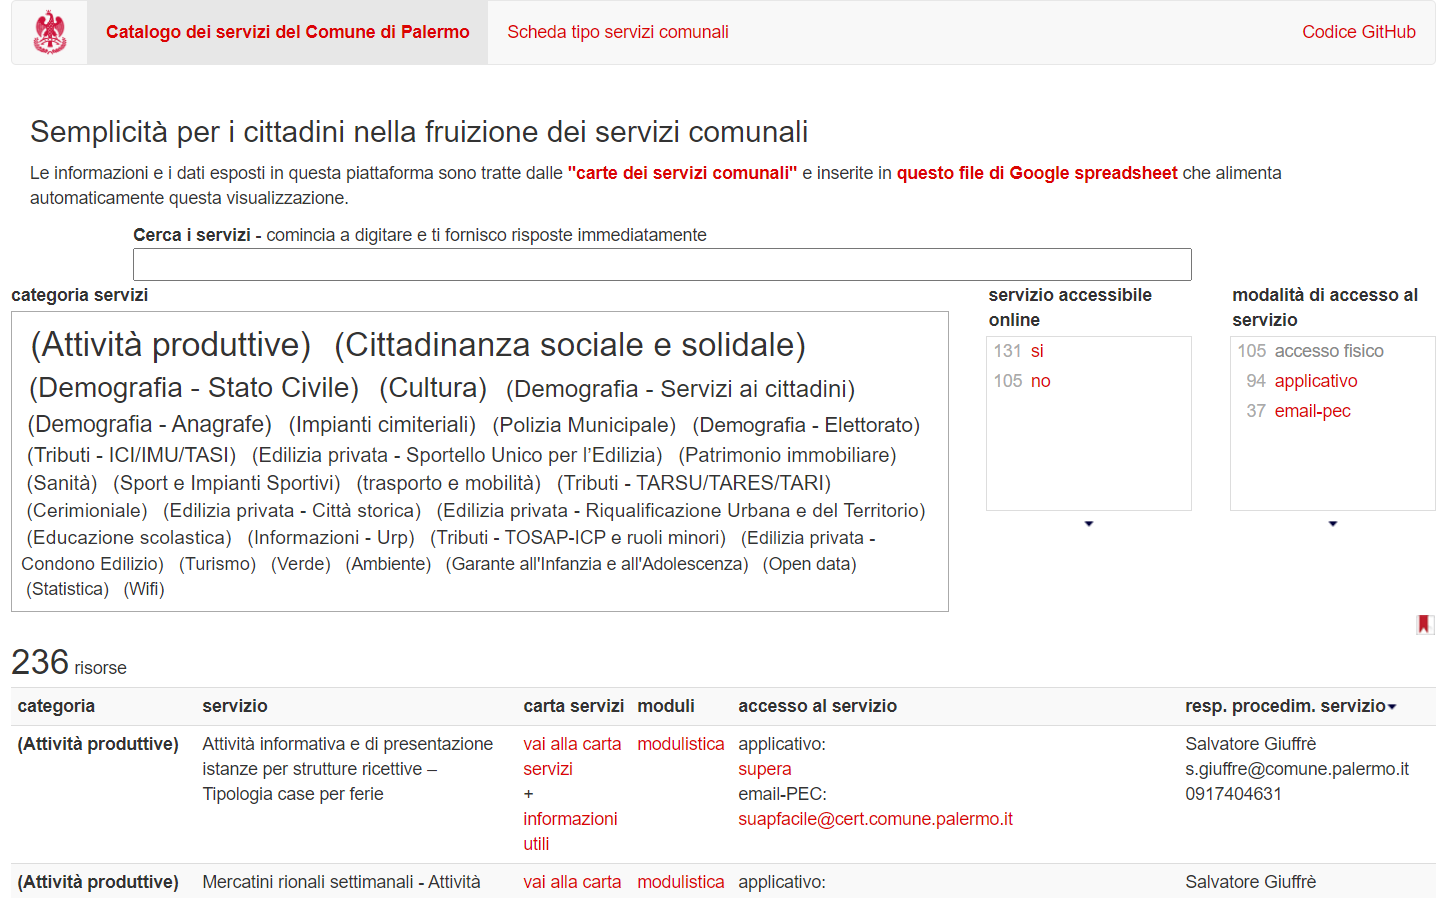 Catalogo dei servizi del Comune di Palermo
Scheda tipo servizi comunali
Codice GitHub
Semplicità per i cittadini nella fruizione dei servizi comunali
Le informazioni e i dati esposti in questa piattaforma sono tratte dalle "carte dei servizi comunali" e inserite in questo file di Google spreadsheet che alimenta
automaticamente questa visualizzazione.
Cerca i servizi - comincia a digitare e ti fornisco risposte immediatamente
categoria servizi
(Attività produttive) (Cittadinanza sociale e solidale)
(Demografia - Stato Civile) (Cultura) (Demografia - Servizi ai cittadini)
(Demografia - Anagrafe) (Impianti cimiteriali) (Polizia Municipale) (Demografia - Elettorato)
(Tributi - ICI/IMU/TASI) (Edilizia privata - Sportello Unico per l’Edilizia) (Patrimonio immobiliare)
(Sanità) (Sport e Impianti Sportivi) (trasporto e mobilità) (Tributi - TARSU/TARES/TARI)
(Cerimioniale) (Edilizia privata - Città storica) (Edilizia privata - Riqualificazione Urbana e del Territorio)
(Educazione scolastica) (Informazioni - Urp) (Tributi - TOSAP-ICP e ruoli minori) (Edilizia privata -
Condono Edilizio) (Turismo) (Verde) (Ambiente) (Garante all'Infanzia e all'Adolescenza) (Open data)
(Statistica) (Wifi)
servizio accessibile
online
131 si
105 no
modalità di accesso al
servizio
105 accesso fisico
94 applicativo
37 email-pec
236 risorse
categoria servizio carta servizi moduli accesso al servizio resp. procedim. servizio
(Attività produttive)
Attività informativa e di presentazione
istanze per strutture ricettive –
Tipologia case per ferie
vai alla carta
servizi
+
informazioni
utili
modulistica
applicativo:
supera
email-PEC:
suapfacile@cert.comune.palermo.it
Salvatore Giuffrè
s.giuffre@comune.palermo.it
0917404631
(Attività produttive)
Mercatini rionali settimanali - Attività
vai alla carta
modulistica
applicativo:
Salvatore Giuffrè